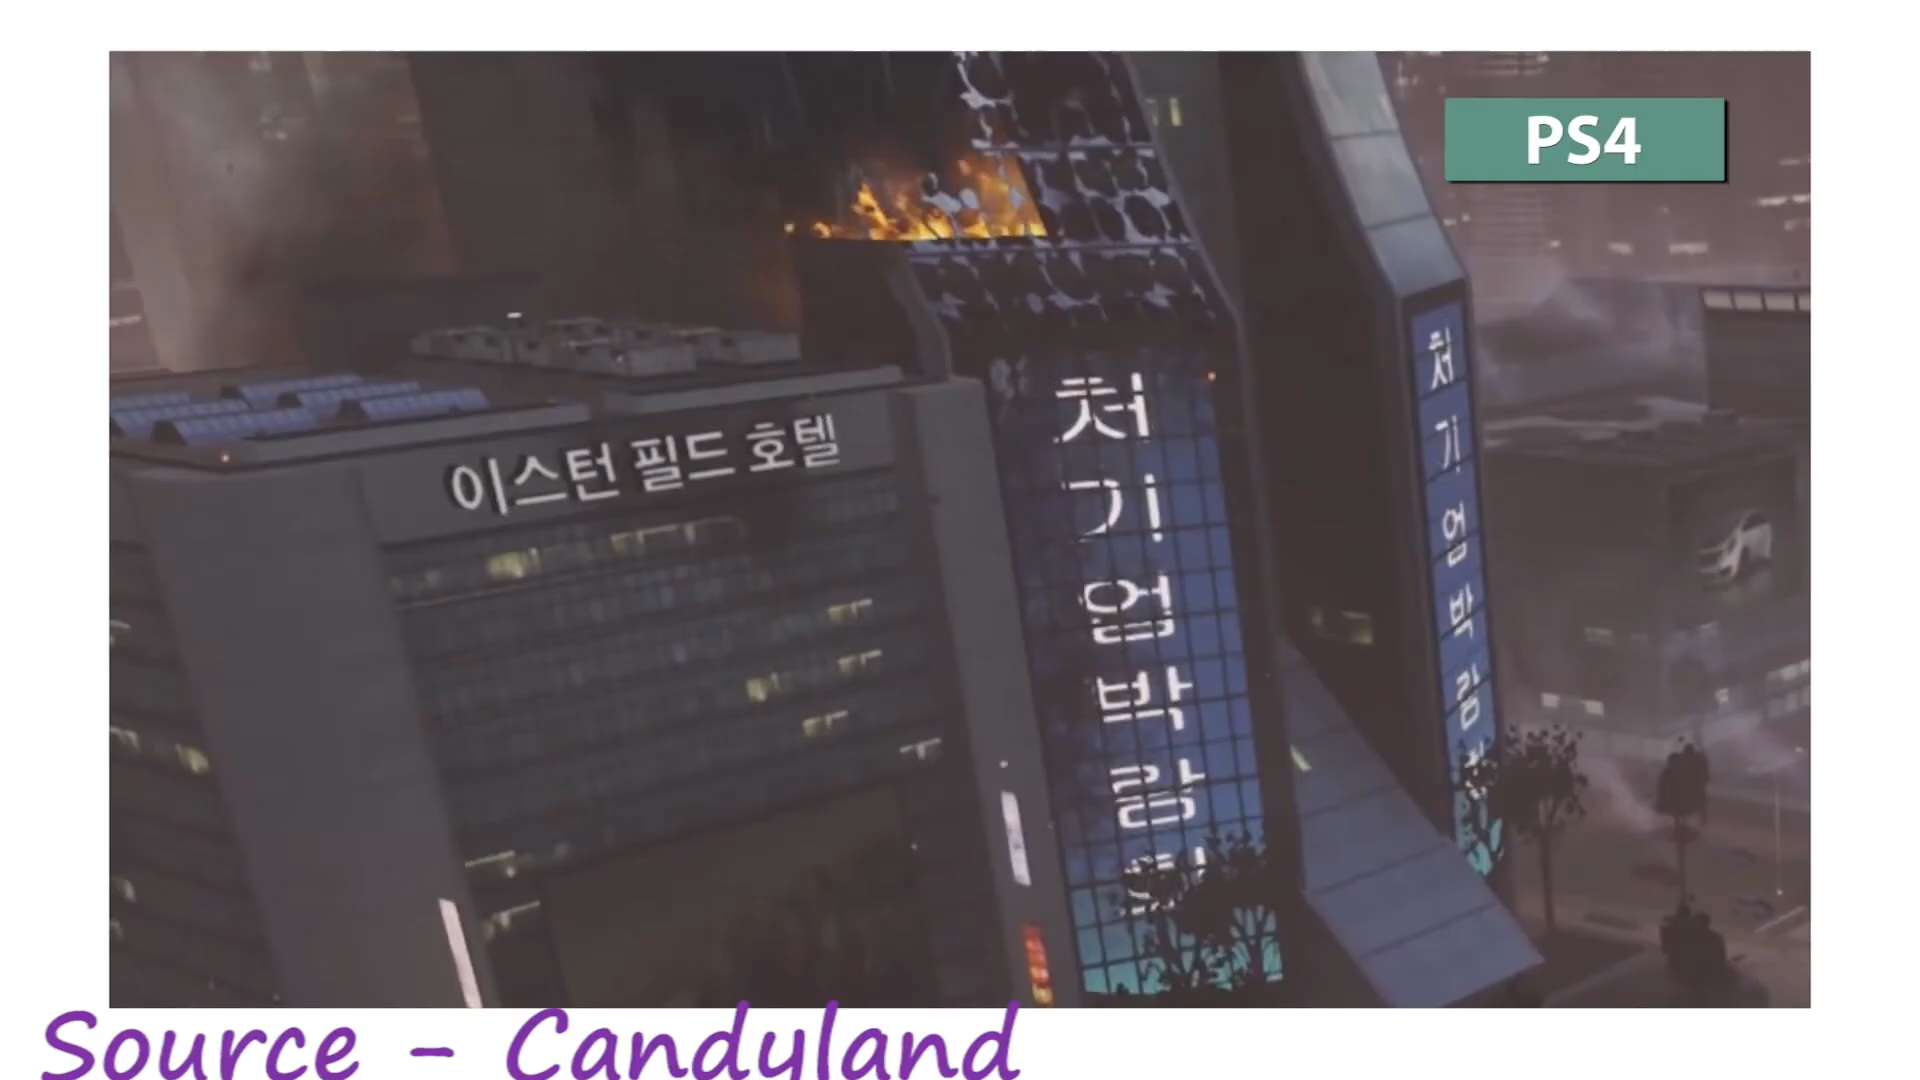 PS4
이스턴 필드 호텔
처
기
업
박
람
처
기
업
박
람
Source - Candyland